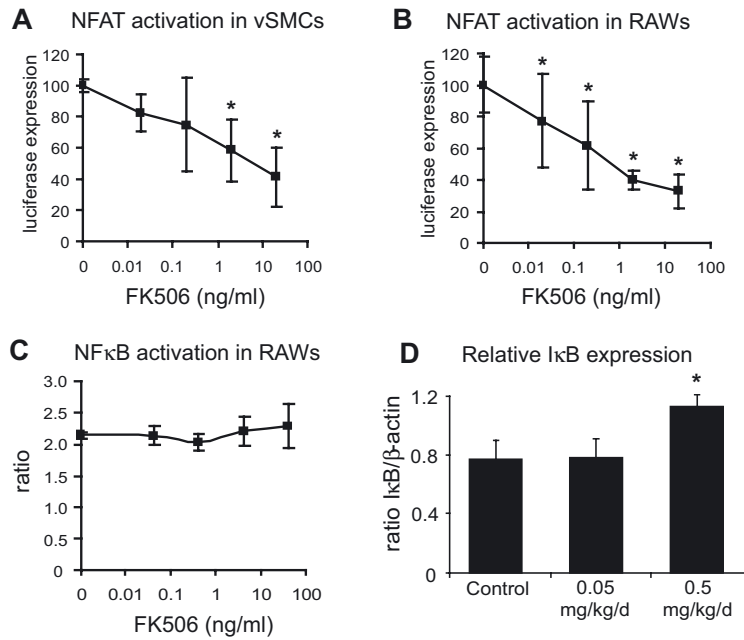 A NFAT activation in vSMCs
luciferase expression
120
100
80
60
40
20
0
0 0.01 0.1 1 10 100
* *
FK506 (ng/ml)
B NFAT activation in RAWs
luciferase expression
120
100
80
60
40
20
0
0 0.01 0.1 1 10 100
* * * *
FK506 (ng/ml)
C NFκB activation in RAWs
ratio
3.0
2.5
2.0
1.5
1.0
0.5
0
0 0.01 0.1 1 10 100
FK506 (ng/ml)
D Relative IκB expression
ratio IκB/β-actin
1.2
0.8
0.4
0
*
Control 0.05 0.5
mg/kg/d mg/kg/d